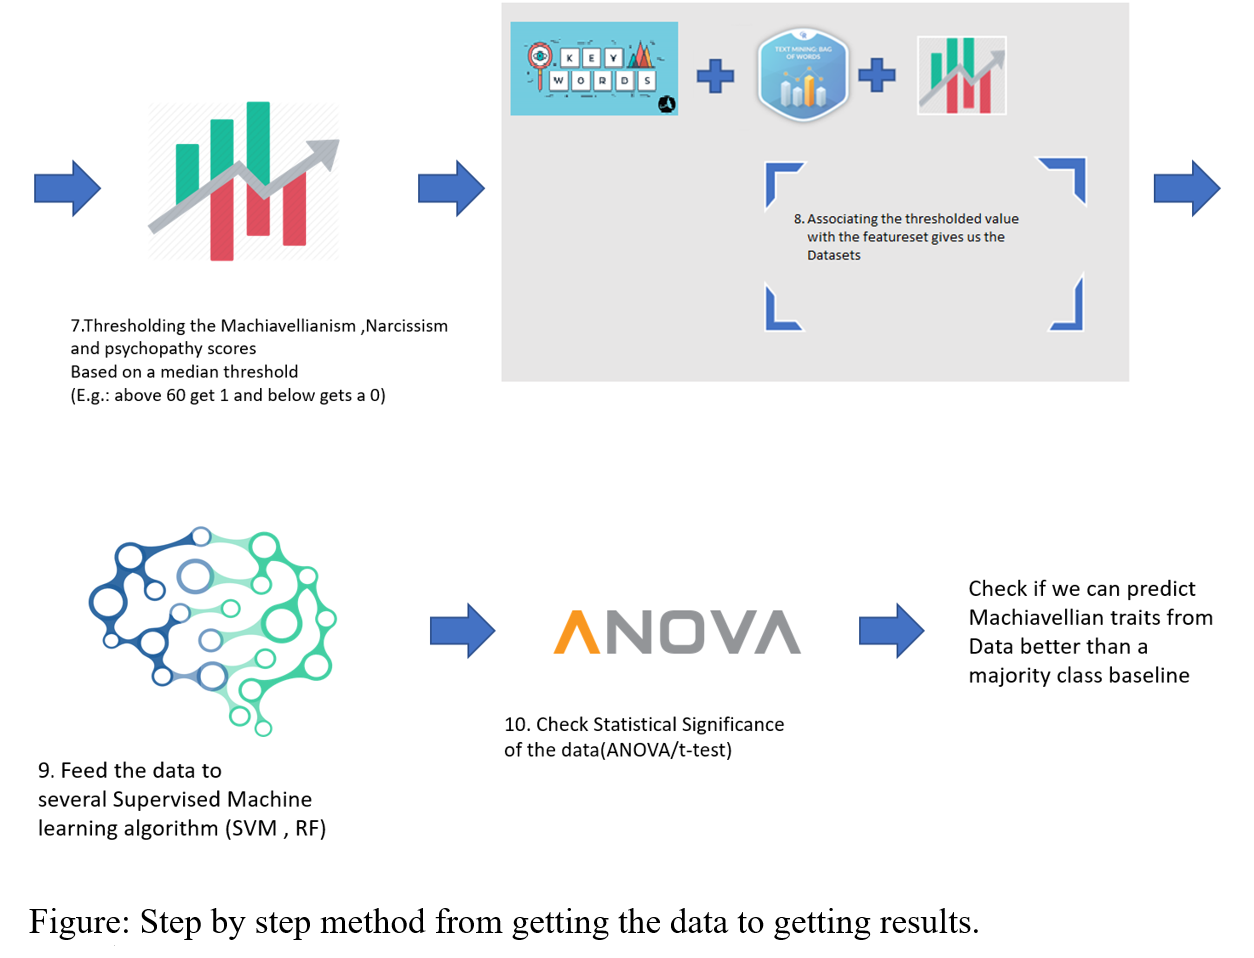 KEY
WORDS
TEXT MINING: BAG
OF WORDS
8. Associating the thresholded value
with the featureset gives us the
Datasets
7.Thresholding the Machiavellianism ,Narcissism
and psychopathy scores
Based on a median threshold
(E.g.: above 60 get 1 and below gets a 0)
ANOVA
Check if we can predict
Machiavellian traits from
Data better than a
majority class baseline
10. Check Statistical Significance
of the data(ANOVA/t-test)
9. Feed the data to
several Supervised Machine
learning algorithm (SVM , RF)
Figure: Step by step method from getting the data to getting results.